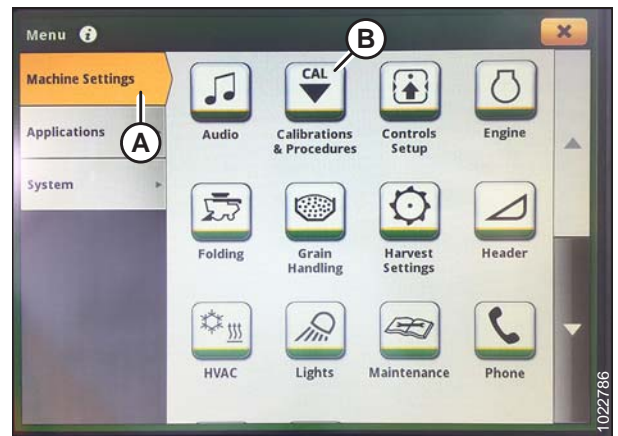 Menu i
B
Machine Settings
A
Applications
System
CAL
Audio
Calibrations
& Procedures
Controls
Setup
Engine
Folding
Grain
Handling
Harvest
Settings
Header
HVAC
Lights
Maintenance
Phone
1022786